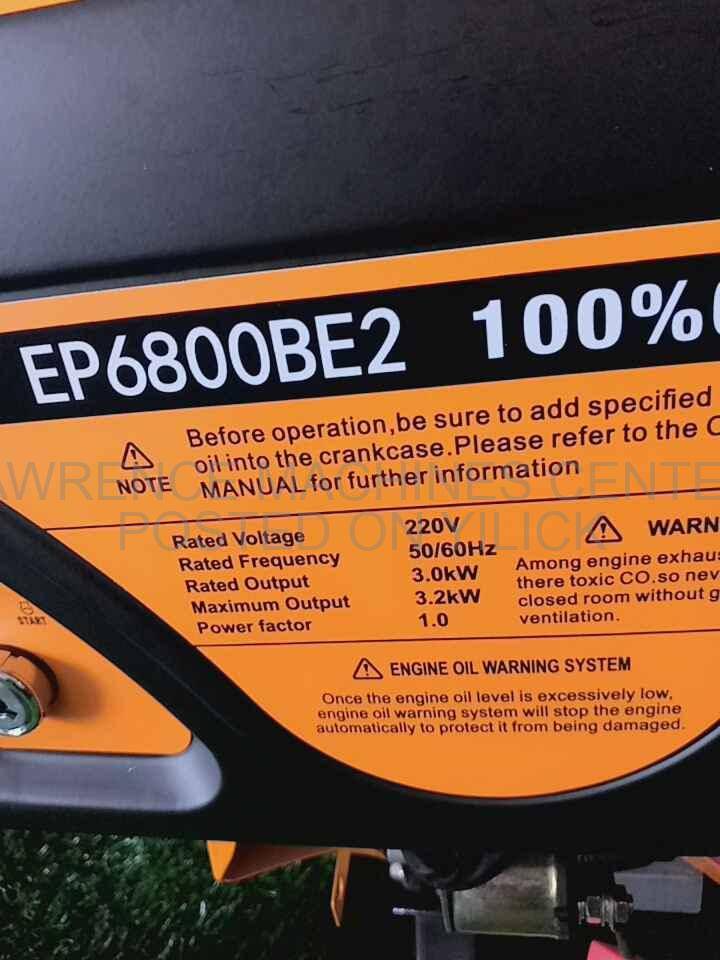 EP6800BE2 100%
Before operation,be sure to add specified
oil into the crankcase.Please refer to the
NOTE MANUAL for further information
Rated Voltage 220V
Rated Frequency 50/60Hz
Rated Output 3.0kW
Maximum Output 3.2kW
Power factor 1.0
WARN
Among engine exhaus
there toxic CO.so nev
closed room without g
ventilation.
START
ENGINE OIL WARNING SYSTEM
Once the engine oil level is excessively low,
engine oil warning system will stop the engine
automatically to protect it from being damaged.
AWRENCE MACHINES CENTE
POSTED ON YILICK